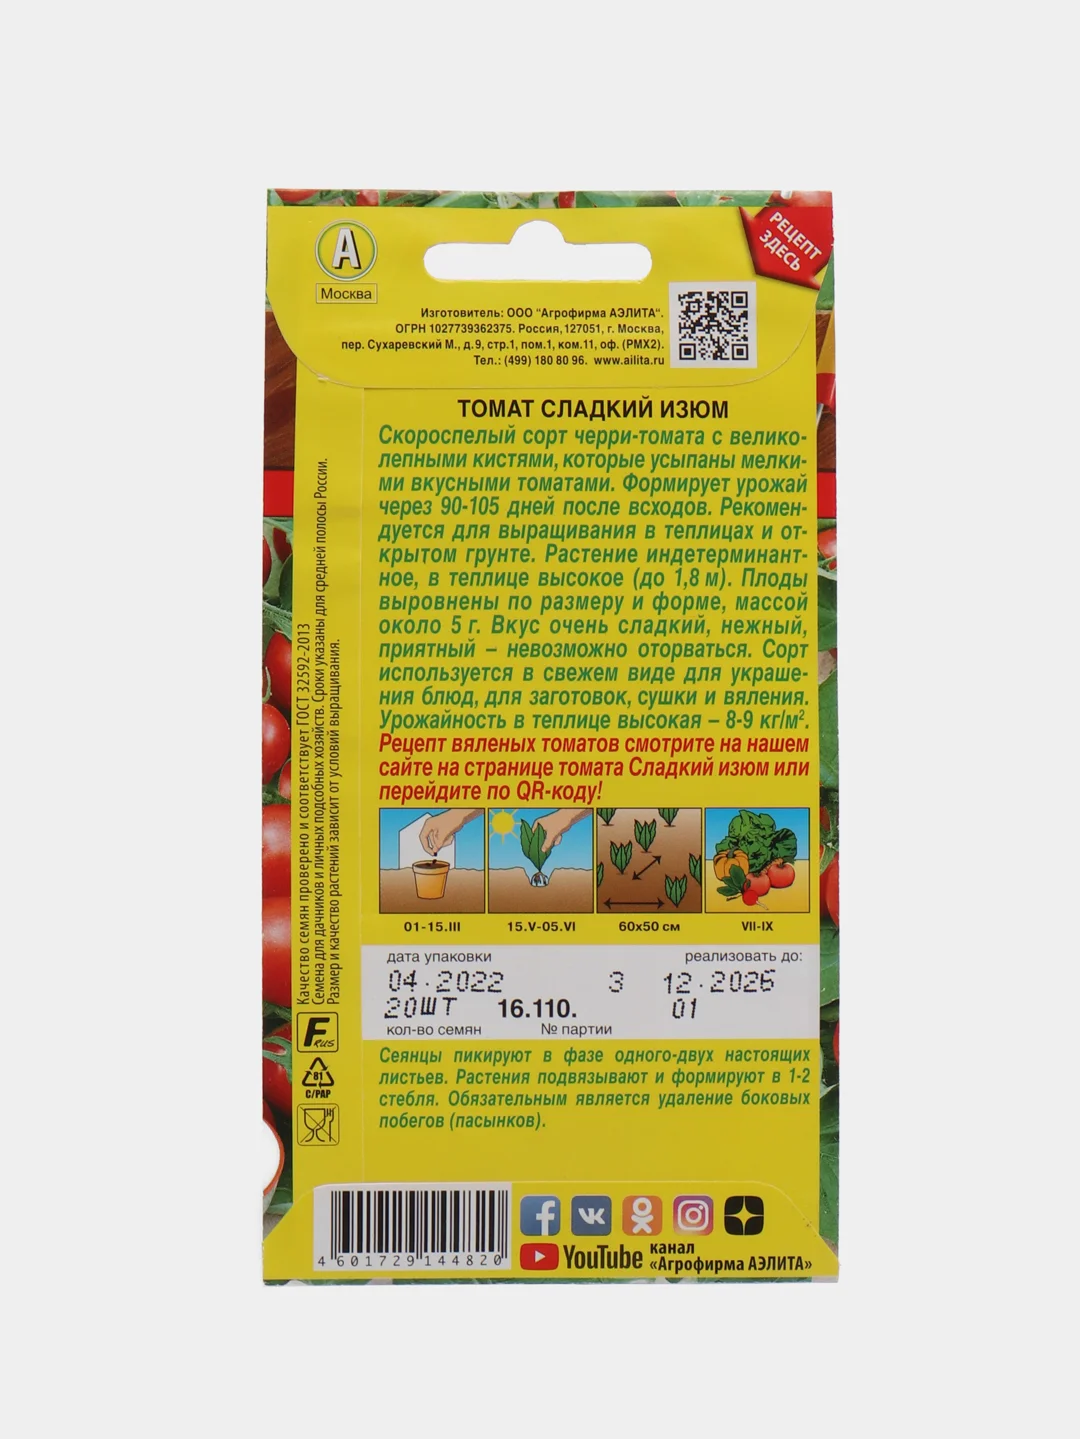 РЕЦЕПТ
ЗДЕСЬ
А
Москва
Изготовитель: ООО "Агрофирма АЭЛИТА".
ОГРН 1027739362375. Россия,127051, г. Москва,
пер. Сухаревский М., д.9, стр.1, пом.1, ком.11, оф. (РМХ2).
Тел.: (499) 180 80 96. www.ailita.ru
ТОМАТ СЛАДКИЙ ИЗЮМ
Скороспелый сорт черри-томата с велико-
лепными кистями, которые усыпаны мелки-
ми вкусными томатами. Формирует урожай
через 90-105 дней после всходов. Рекомен-
дуется для выращивания в теплицах и от-
крытом грунте. Растение индетерминант-
ное, в теплице высокое (до 1,8 м). Плоды
выровнены по размеру и форме, массой
около 5 г. Вкус очень сладкий, нежный,
приятный – невозможно оторваться. Сорт
используется в свежем виде для украше-
ния блюд, для заготовок, сушки и вяления.
Урожайность в теплице высокая – 8-9 кг/м².
Рецепт вяленых томатов смотрите на нашем
сайте на странице томата Сладкий изюм или
перейдите по QR-коду!
01-15.III 15.V-05.VI 60х50 см VII-IX
дата упаковки реализовать до:
04.2022 3 12.2026
20ШТ 16.110. 01
кол-во семян № партии
Сеянцы пикируют в фазе одного-двух настоящих
листьев. Растения подвязывают и формируют в 1-2
стебля. Обязательным является удаление боковых
побегов (пасынков).
Качество семян проверено и соответствует ГОСТ 32592-2013
Семена для дачников и личных подсобных хозяйств. Сроки указаны для средней полосы России.
Размер и качество растений зависит от условий выращивания.
F RUS
81
C/PAP
4 601729 144820
YouTube канал
«Агрофирма АЭЛИТА»